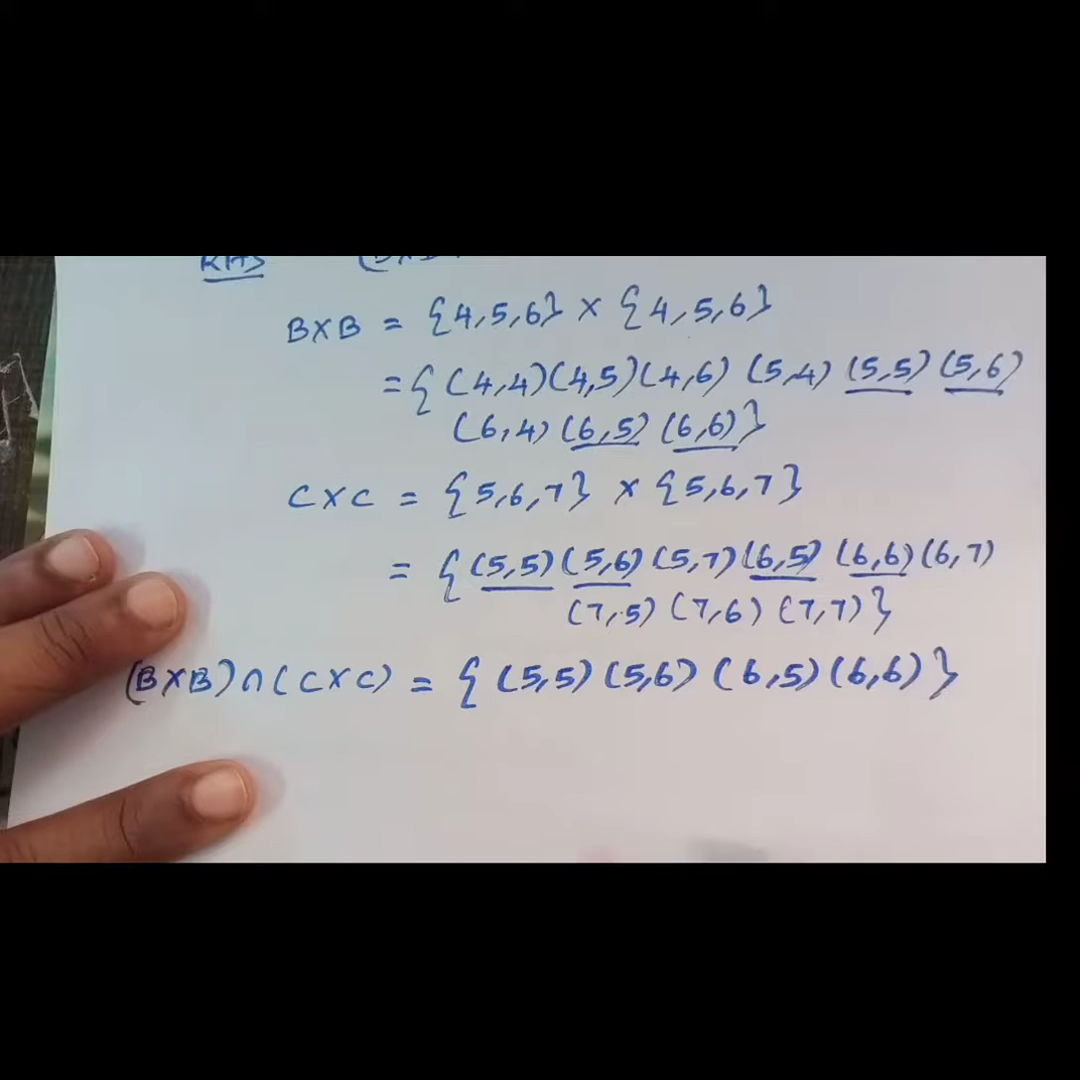 RHS
B×B = {4,5,6} × {4,5,6}
= { (4,4)(4,5)(4,6) (5,4) (5,5) (5,6)
(6,4) (6,5) (6,6)}
C×C = {5,6,7} × {5,6,7}
= { (5,5)(5,6)(5,7)(6,5) (6,6)(6,7)
(7,5) (7,6) (7,7)}
(B×B)∩(C×C) = { (5,5)(5,6) (6,5)(6,6)}